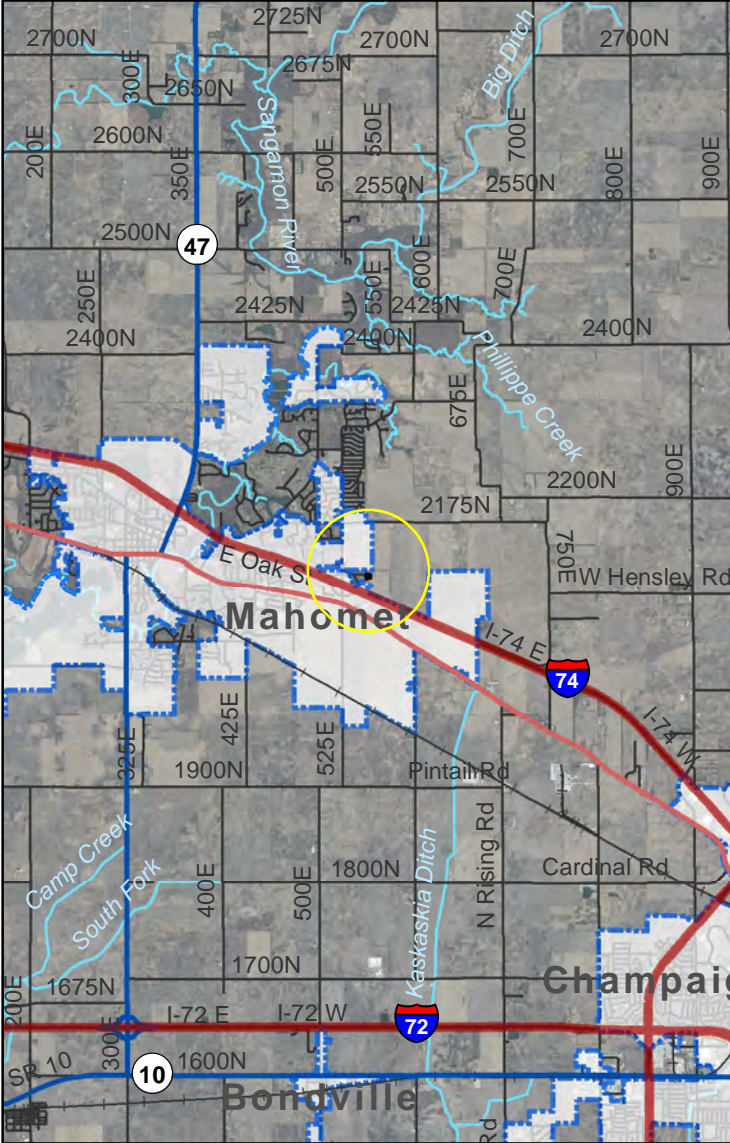 2725N
2700N
2700N
2700N
300E
2675N
2650N
Big Ditch
Sangamon River
2600N
550E
700E
200E
350E
500E
800E
900E
2550N
2550N
2500N
47
600E
550E
700E
250E
2425N
2425N
2400N
2400N
2400N
Phillippe Creek
675E
2200N
900E
2175N
750E
E Oak S
W Hensley Rd
Mahomet
I-74 E
74
I-74 W
425E
325E
525E
1900N
Pintail Rd
Camp Creek
South Fork
400E
500E
1800N
Kaskaskia Ditch
N Rising Rd
Cardinal Rd
1700N
1675N
Champaig
200E
I-72 E
I-72 W
72
300E
SR 10
10
1600N
Bondville
Rd